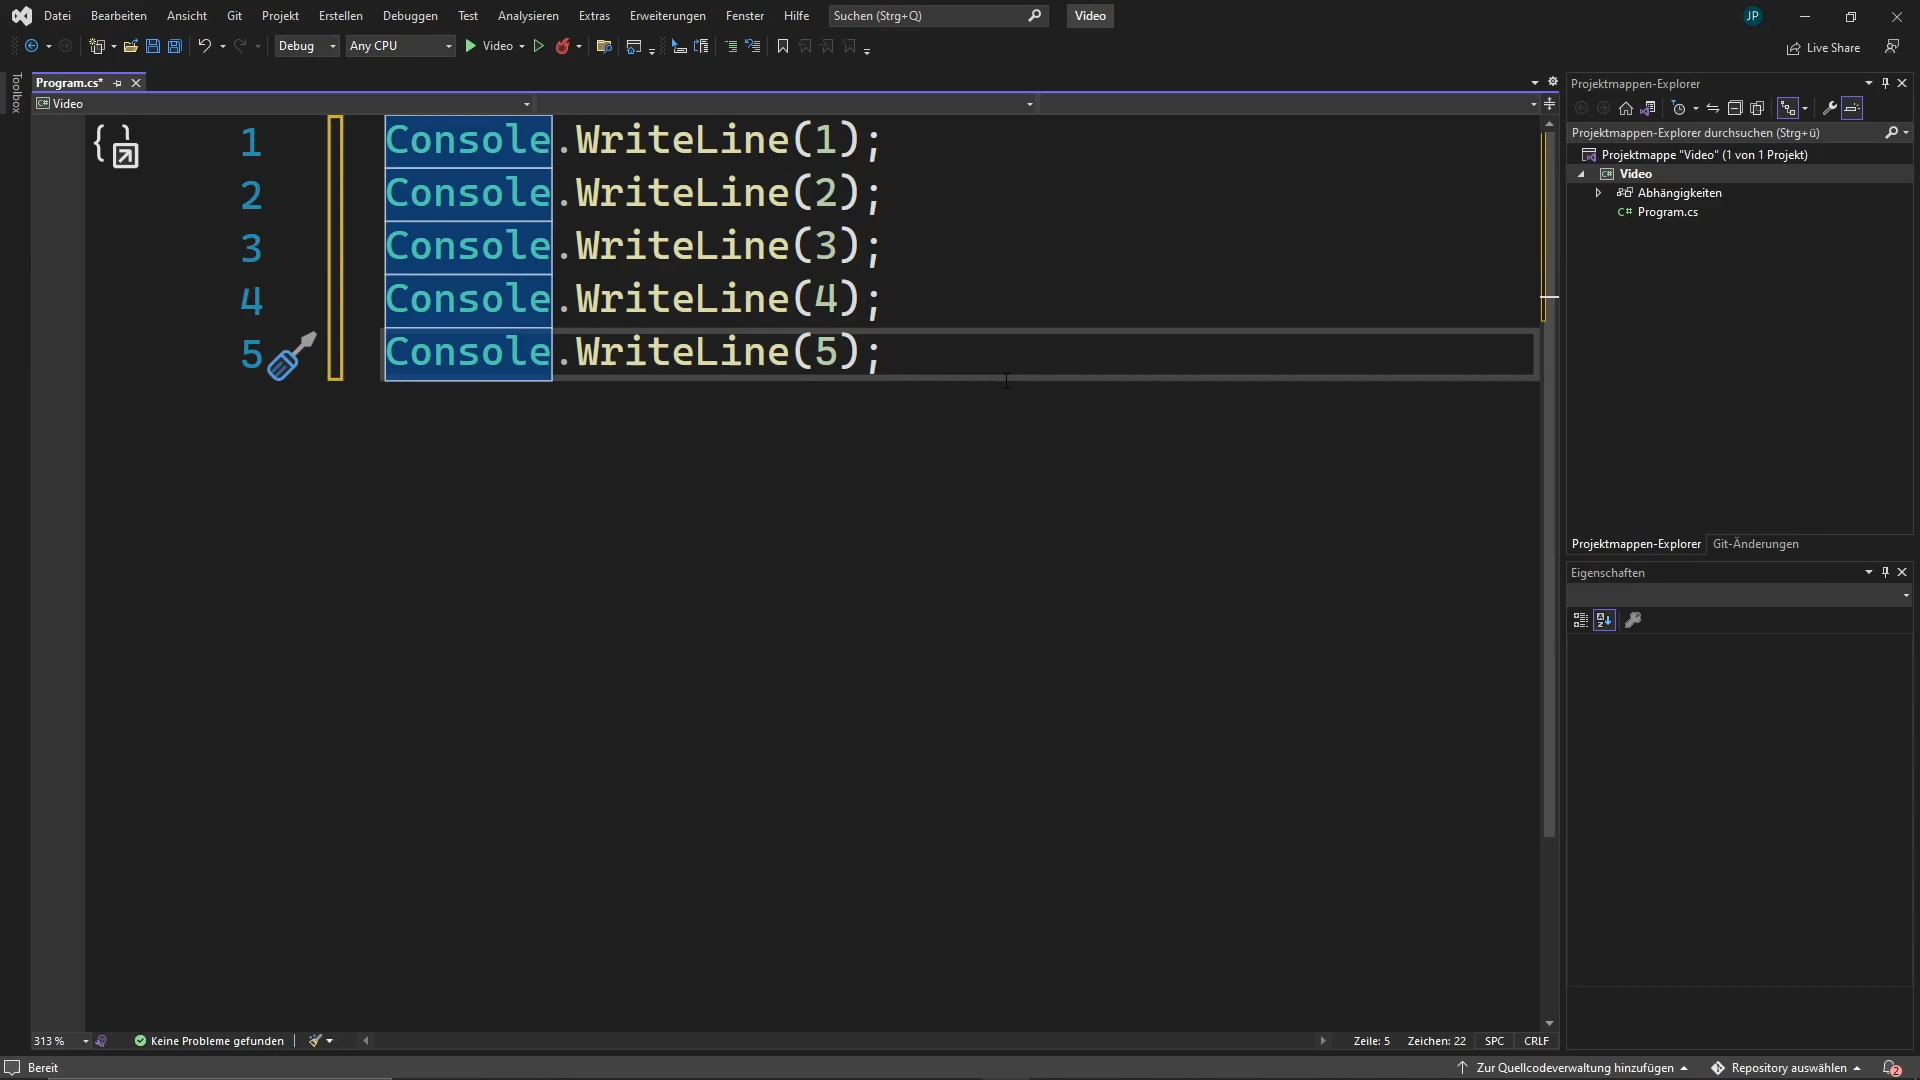 Datei Bearbeiten Ansicht Git Projekt Erstellen Debuggen Test Analysieren Extras Erweiterungen Fenster Hilfe Suchen (Strg+Q) Video JP
Debug Any CPU Video Live Share
Toolbox
Program.cs* Projektmappen-Explorer
C# Video
Projektmappen-Explorer durchsuchen (Strg+ü)
Projektmappe "Video" (1 von 1 Projekt)
C# Video
Abhängigkeiten
C# Program.cs
1 Console.WriteLine(1);
2 Console.WriteLine(2);
3 Console.WriteLine(3);
4 Console.WriteLine(4);
5 Console.WriteLine(5);
Projektmappen-Explorer Git-Änderungen
Eigenschaften
313 % Keine Probleme gefunden Zeile: 5 Zeichen: 22 SPC CRLF
Bereit Zur Quellcodeverwaltung hinzufügen Repository auswählen 2